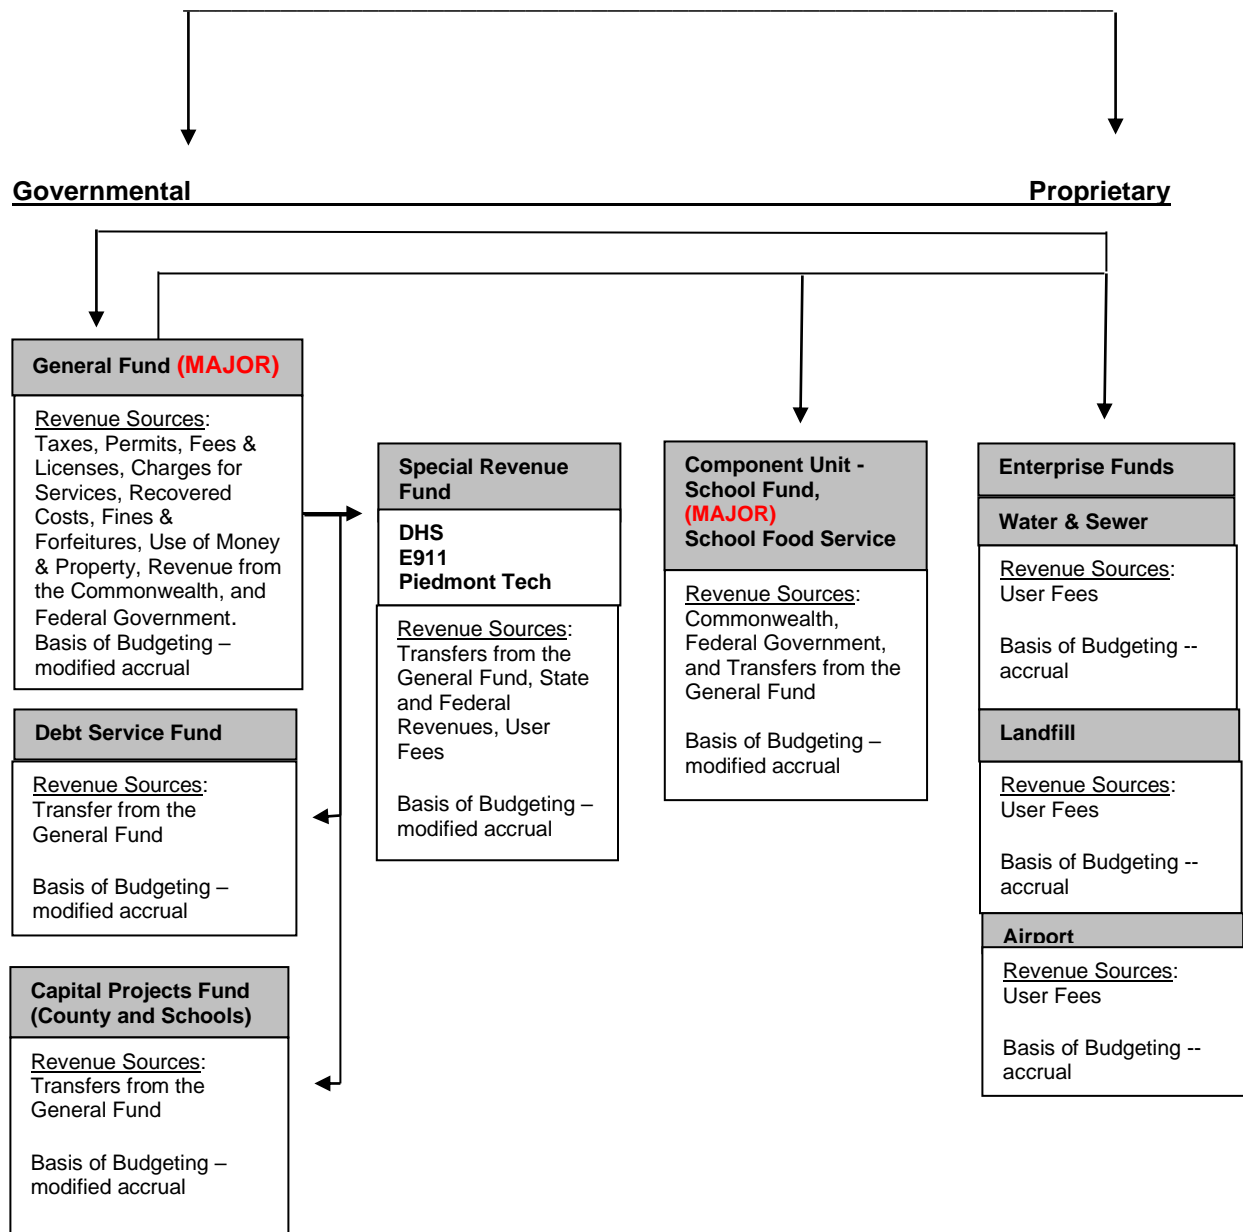 Governmental Proprietary
General Fund (MAJOR)
Revenue Sources:
Taxes, Permits, Fees &
Licenses, Charges for
Services, Recovered
Costs, Fines &
Forfeitures, Use of Money
& Property, Revenue from
the Commonwealth, and
Federal Government.
Basis of Budgeting –
modified accrual
Debt Service Fund
Revenue Sources:
Transfer from the
General Fund
Basis of Budgeting –
modified accrual
Capital Projects Fund
(County and Schools)
Revenue Sources:
Transfers from the
General Fund
Basis of Budgeting –
modified accrual
Special Revenue
Fund
DHS
E911
Piedmont Tech
Revenue Sources:
Transfers from the
General Fund, State
and Federal
Revenues, User
Fees
Basis of Budgeting –
modified accrual
Component Unit -
School Fund,
(MAJOR)
School Food Service
Revenue Sources:
Commonwealth,
Federal Government,
and Transfers from the
General Fund
Basis of Budgeting –
modified accrual
Enterprise Funds
Water & Sewer
Revenue Sources:
User Fees
Basis of Budgeting --
accrual
Landfill
Revenue Sources:
User Fees
Basis of Budgeting --
accrual
Airport
Revenue Sources:
User Fees
Basis of Budgeting --
accrual